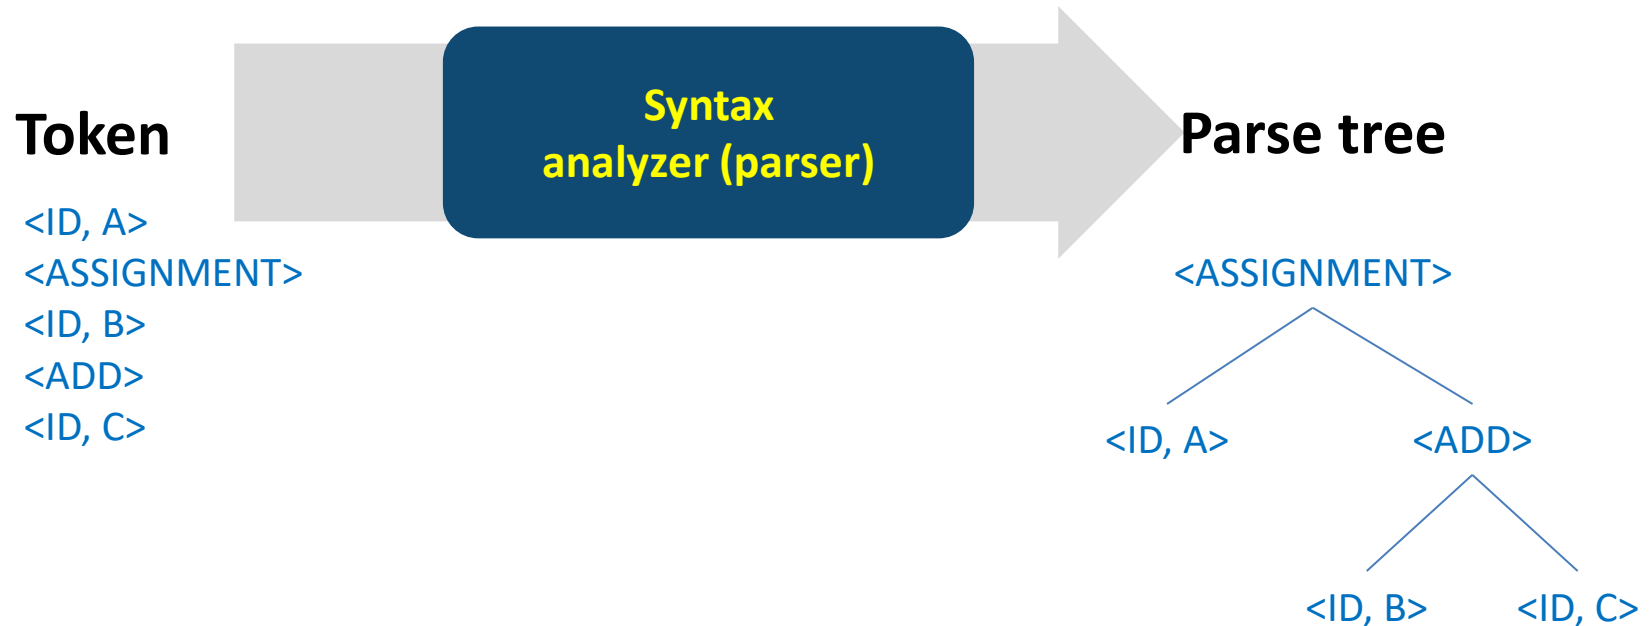 Token
<ID, A>
<ASSIGNMENT>
<ID, B>
<ADD>
<ID, C>
Syntax
analyzer (parser)
Parse tree
<ASSIGNMENT>
<ID, A>
<ADD>
<ID, B>
<ID, C>